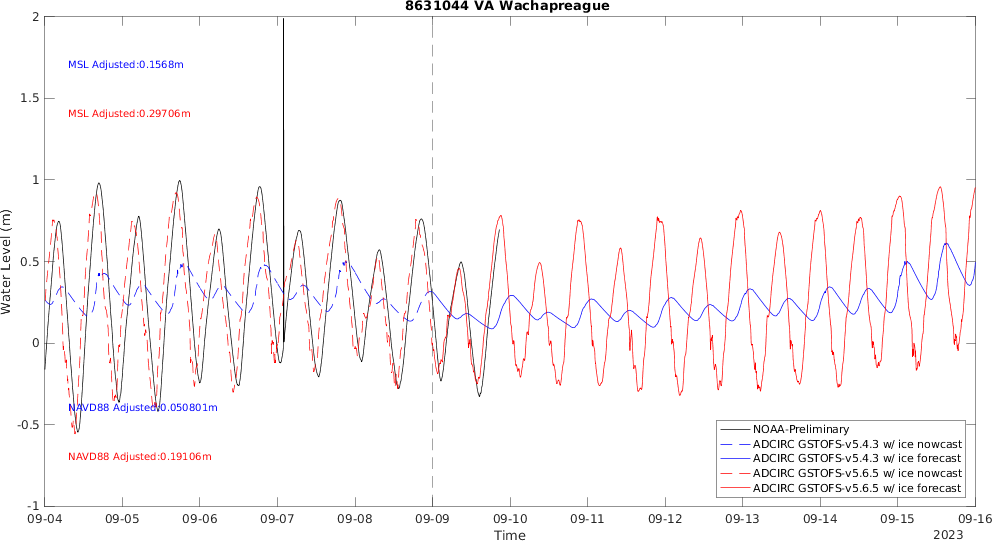 8631044 VA Wachapreague
Water Level (m)
2
1.5
1
0.5
0
-0.5
-1
MSL Adjusted:0.1568m
MSL Adjusted:0.29706m
NAVD88 Adjusted:0.050801m
NAVD88 Adjusted:0.19106m
NOAA-Preliminary
ADCIRC GSTOFS-v5.4.3 w/ ice nowcast
ADCIRC GSTOFS-v5.4.3 w/ ice forecast
ADCIRC GSTOFS-v5.6.5 w/ ice nowcast
ADCIRC GSTOFS-v5.6.5 w/ ice forecast
09-04 09-05 09-06 09-07 09-08 09-09 09-10 09-11 09-12 09-13 09-14 09-15 09-16
Time
2023